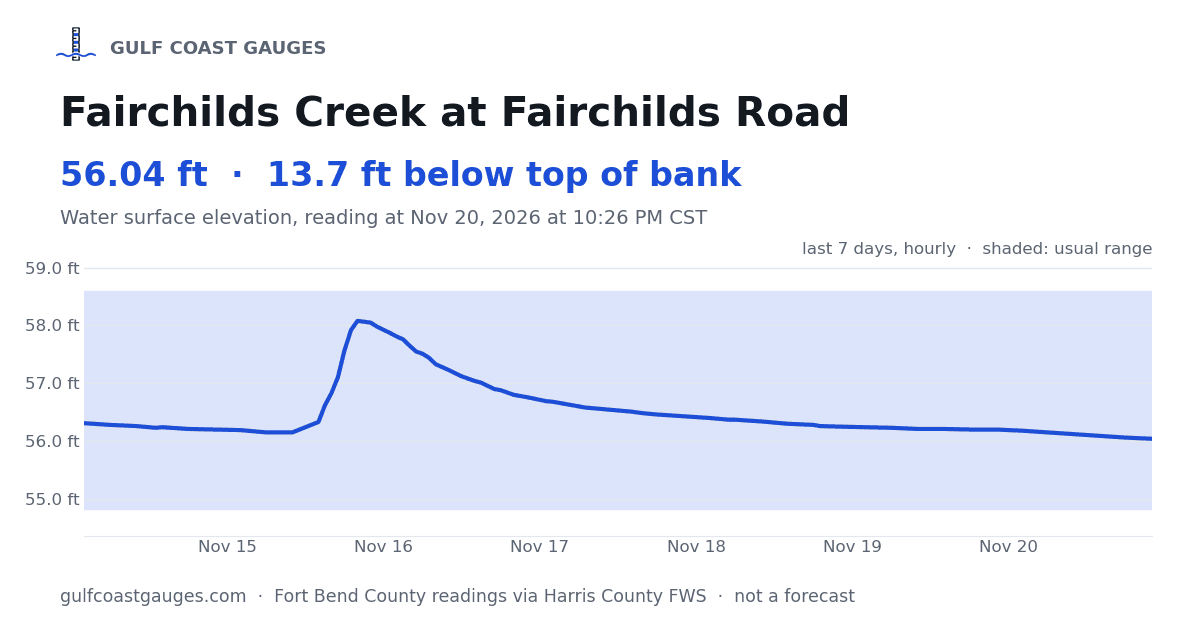 GULF COAST GAUGES
Fairchilds Creek at Fairchilds Road
56.04 ft · 13.7 ft below top of bank
Water surface elevation, reading at Nov 20, 2026 at 10:26 PM CST
last 7 days, hourly · shaded: usual range
59.0 ft
58.0 ft
57.0 ft
56.0 ft
55.0 ft
Nov 15 Nov 16 Nov 17 Nov 18 Nov 19 Nov 20
gulfcoastgauges.com · Fort Bend County readings via Harris County FWS · not a forecast